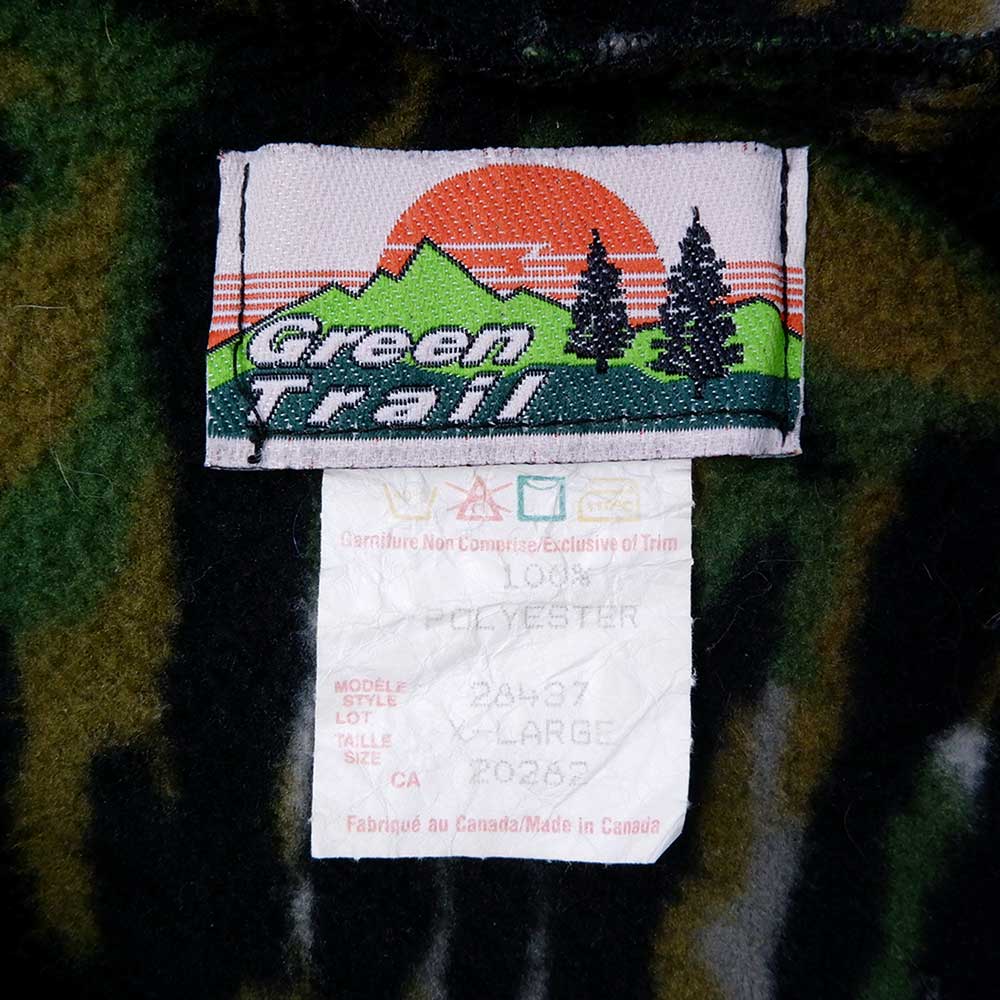 Green
Trail
Garniture Non Comprise/Exclusive of Trim
100%
POLYESTER
MODÈLE
STYLE 28437
LOT
TAILLE X-LARGE
SIZE
CA 20262
Fabriqué au Canada/Made in Canada